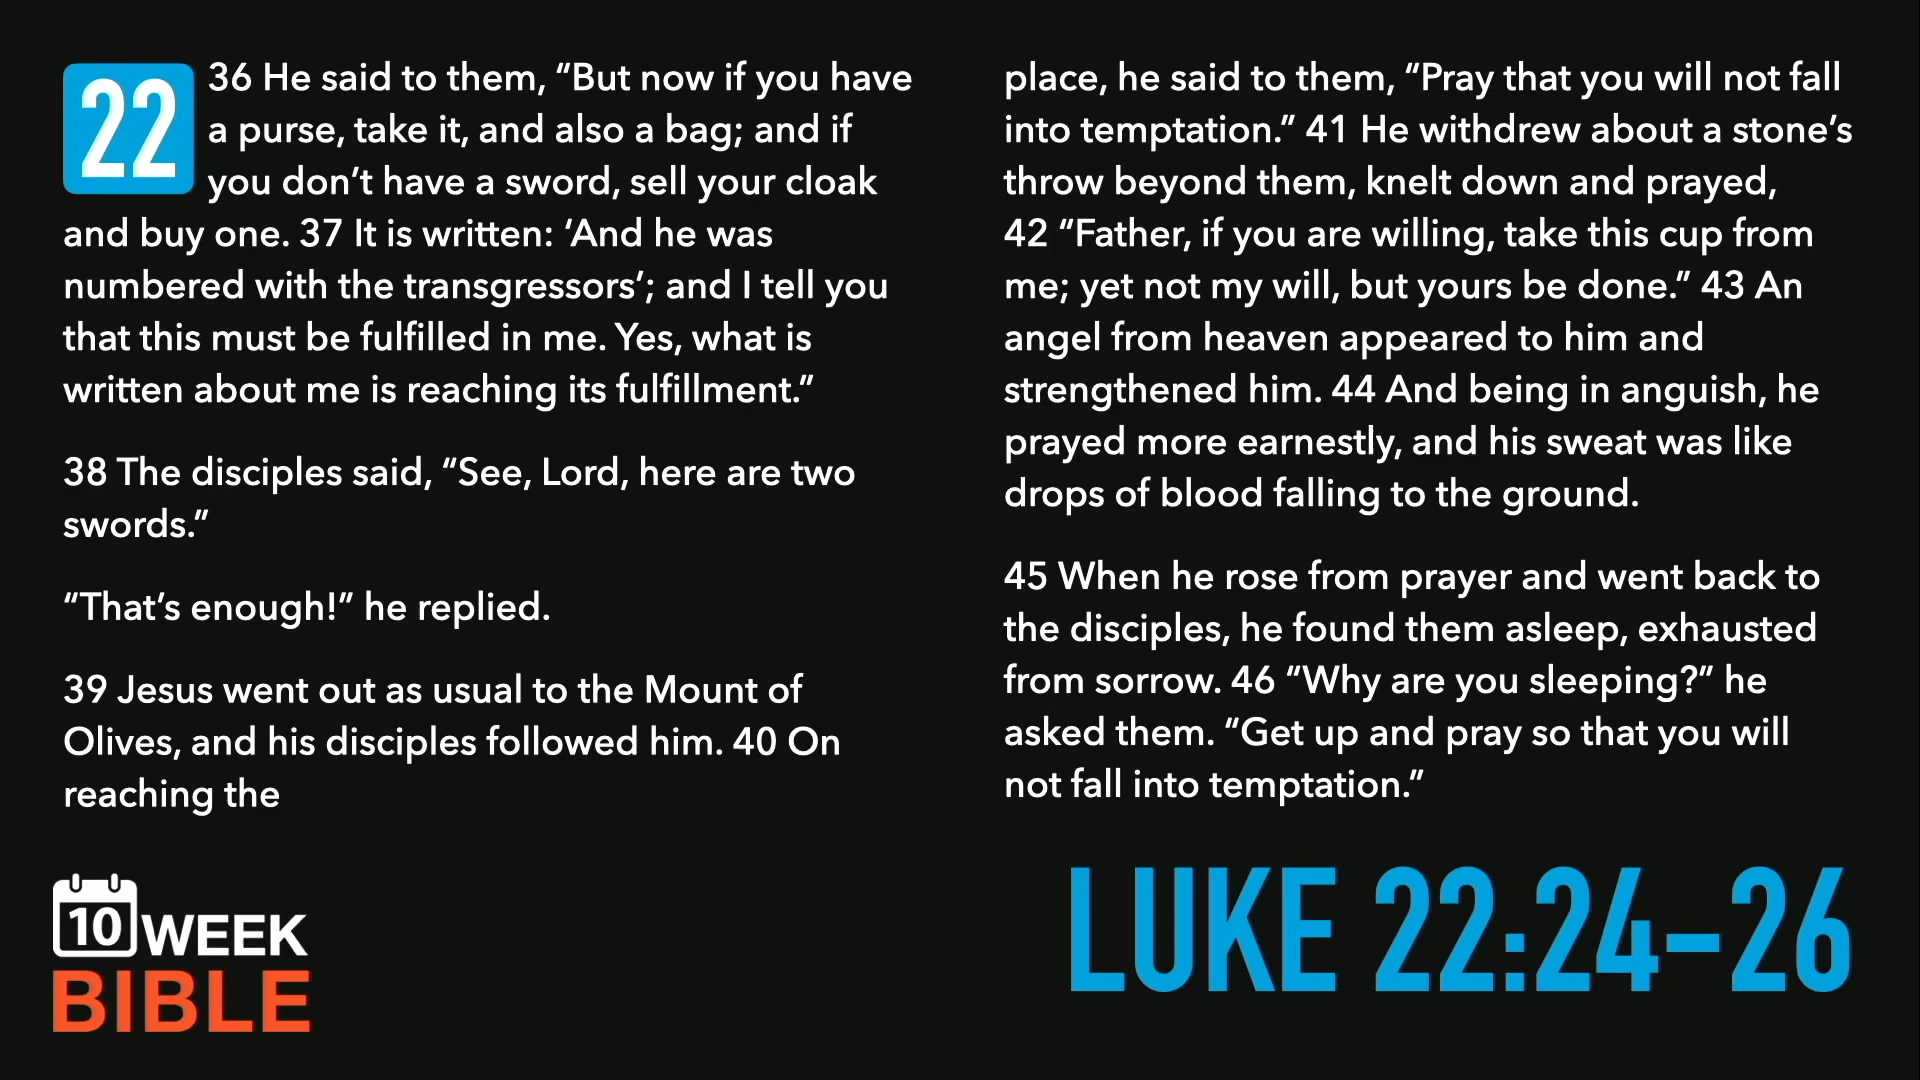 22
36 He said to them, “But now if you have
a purse, take it, and also a bag; and if
you don’t have a sword, sell your cloak
and buy one. 37 It is written: ‘And he was
numbered with the transgressors’; and I tell you
that this must be fulfilled in me. Yes, what is
written about me is reaching its fulfillment.”
38 The disciples said, “See, Lord, here are two
swords.”
“That’s enough!” he replied.
39 Jesus went out as usual to the Mount of
Olives, and his disciples followed him. 40 On
reaching the
place, he said to them, “Pray that you will not fall
into temptation.” 41 He withdrew about a stone’s
throw beyond them, knelt down and prayed,
42 “Father, if you are willing, take this cup from
me; yet not my will, but yours be done.” 43 An
angel from heaven appeared to him and
strengthened him. 44 And being in anguish, he
prayed more earnestly, and his sweat was like
drops of blood falling to the ground.
45 When he rose from prayer and went back to
the disciples, he found them asleep, exhausted
from sorrow. 46 “Why are you sleeping?” he
asked them. “Get up and pray so that you will
not fall into temptation.”
10 WEEK
BIBLE
LUKE 22:24–26